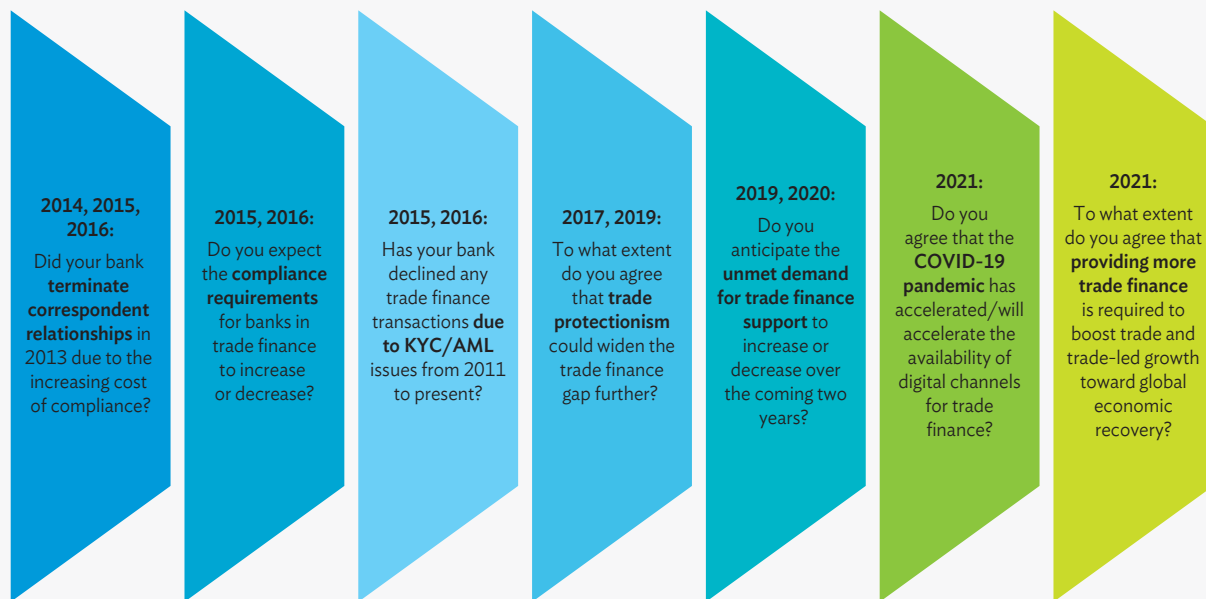 2014, 2015,
2016:
Did your bank
terminate
correspondent
relationships in
2013 due to the
increasing cost
of compliance?
2015, 2016:
Do you expect
the compliance
requirements
for banks in
trade finance
to increase
or decrease?
2015, 2016:
Has your bank
declined any
trade finance
transactions due
to KYC/AML
issues from 2011
to present?
2017, 2019:
To what extent
do you agree
that trade
protectionism
could widen the
trade finance
gap further?
2019, 2020:
Do you
anticipate the
unmet demand
for trade finance
support to
increase or
decrease over
the coming two
years?
2021:
Do you
agree that the
COVID-19
pandemic has
accelerated/will
accelerate the
availability of
digital channels
for trade
finance?
2021:
To what extent
do you agree that
providing more
trade finance
is required to
boost trade and
trade-led growth
toward global
economic
recovery?